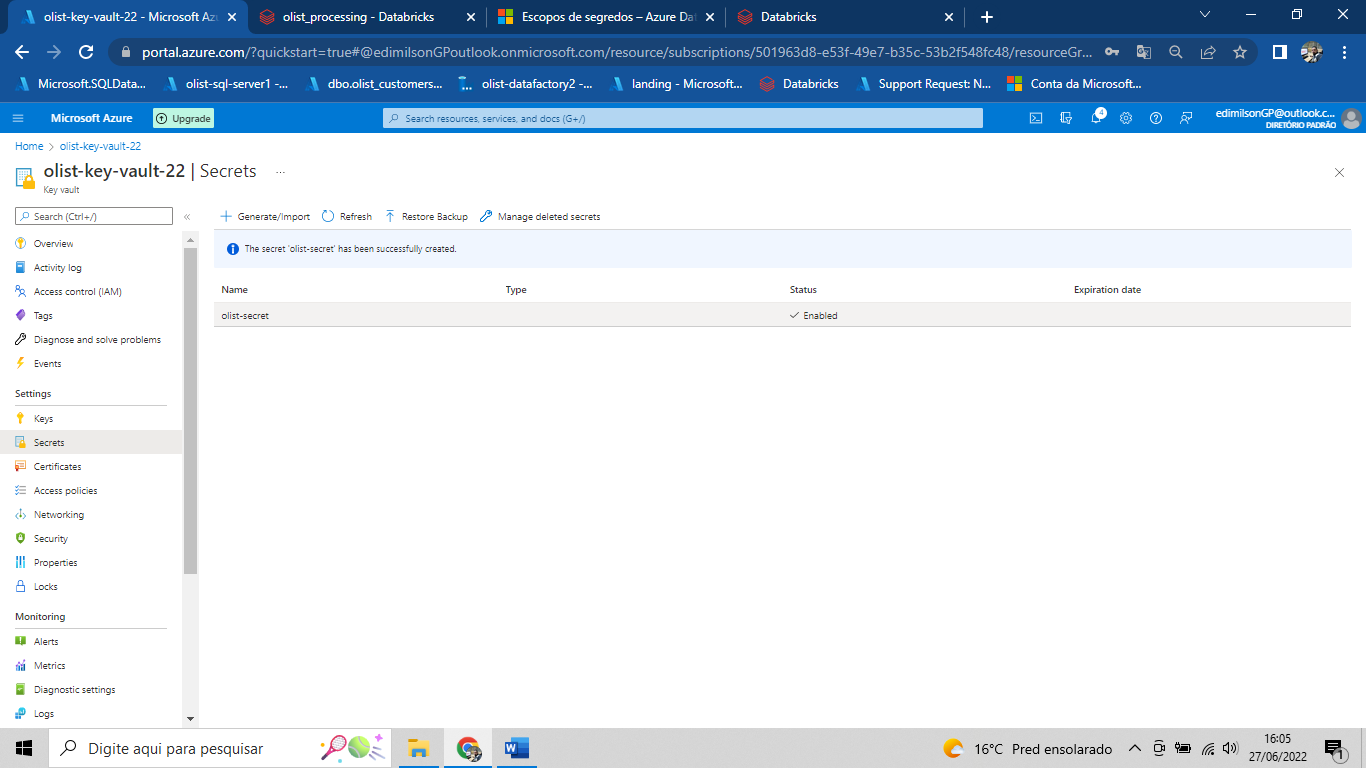 olist-key-vault-22 - Microsoft Azu
olist_processing - Databricks
Escopos de segredos – Azure Dat
Databricks
portal.azure.com/?quickstart=true#@edimilsonGPoutlook.onmicrosoft.com/resource/subscriptions/501963d8-e53f-49e7-b35c-53b2f548fc48/resourceGr...
Microsoft.SQLData...
olist-sql-server1 -...
dbo.olist_customers...
olist-datafactory2 -...
landing - Microsoft...
Databricks
Support Request: N...
Conta da Microsoft...
Microsoft Azure
Upgrade
Search resources, services, and docs (G+/)
4
edimilsonGP@outlook.c...
DIRETÓRIO PADRÃO
Home > olist-key-vault-22
olist-key-vault-22 | Secrets ...
Key vault
Search (Ctrl+/)
Generate/Import
Refresh
Restore Backup
Manage deleted secrets
Overview
Activity log
Access control (IAM)
Tags
Diagnose and solve problems
Events
Settings
Keys
Secrets
Certificates
Access policies
Networking
Security
Properties
Locks
Monitoring
Alerts
Metrics
Diagnostic settings
Logs
The secret 'olist-secret' has been successfully created.
Name Type Status Expiration date
olist-secret Enabled
Digite aqui para pesquisar
16°C Pred ensolarado
16:05
27/06/2022
1